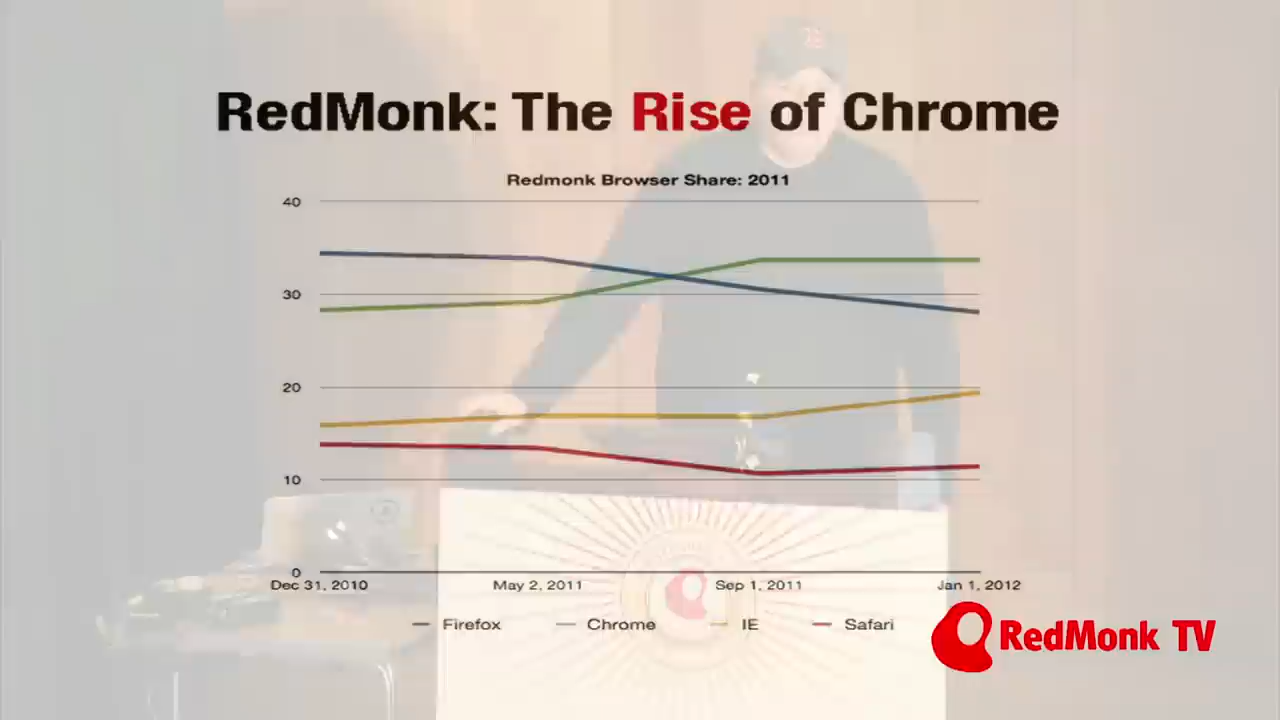 RedMonk: The Rise of Chrome
Redmonk Browser Share: 2011
40
30
20
10
0
Dec 31, 2010 May 2, 2011 Sep 1, 2011 Jan 1, 2012
Firefox Chrome IE Safari
RedMonk TV